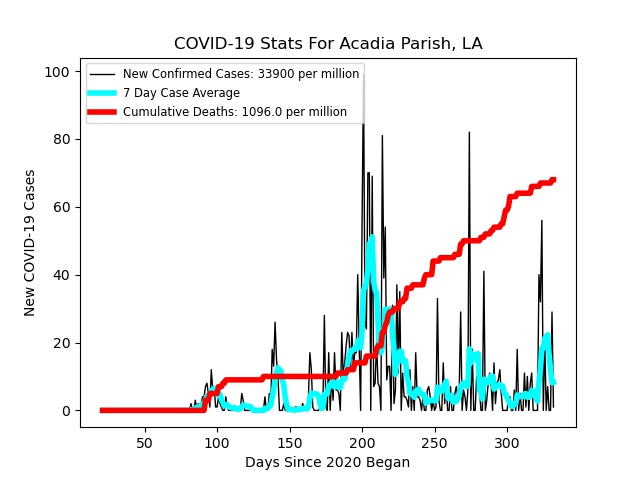 COVID-19 Stats For Acadia Parish, LA
New Confirmed Cases: 33900 per million
7 Day Case Average
Cumulative Deaths: 1096.0 per million
New COVID-19 Cases
100
80
60
40
20
0
50 100 150 200 250 300
Days Since 2020 Began